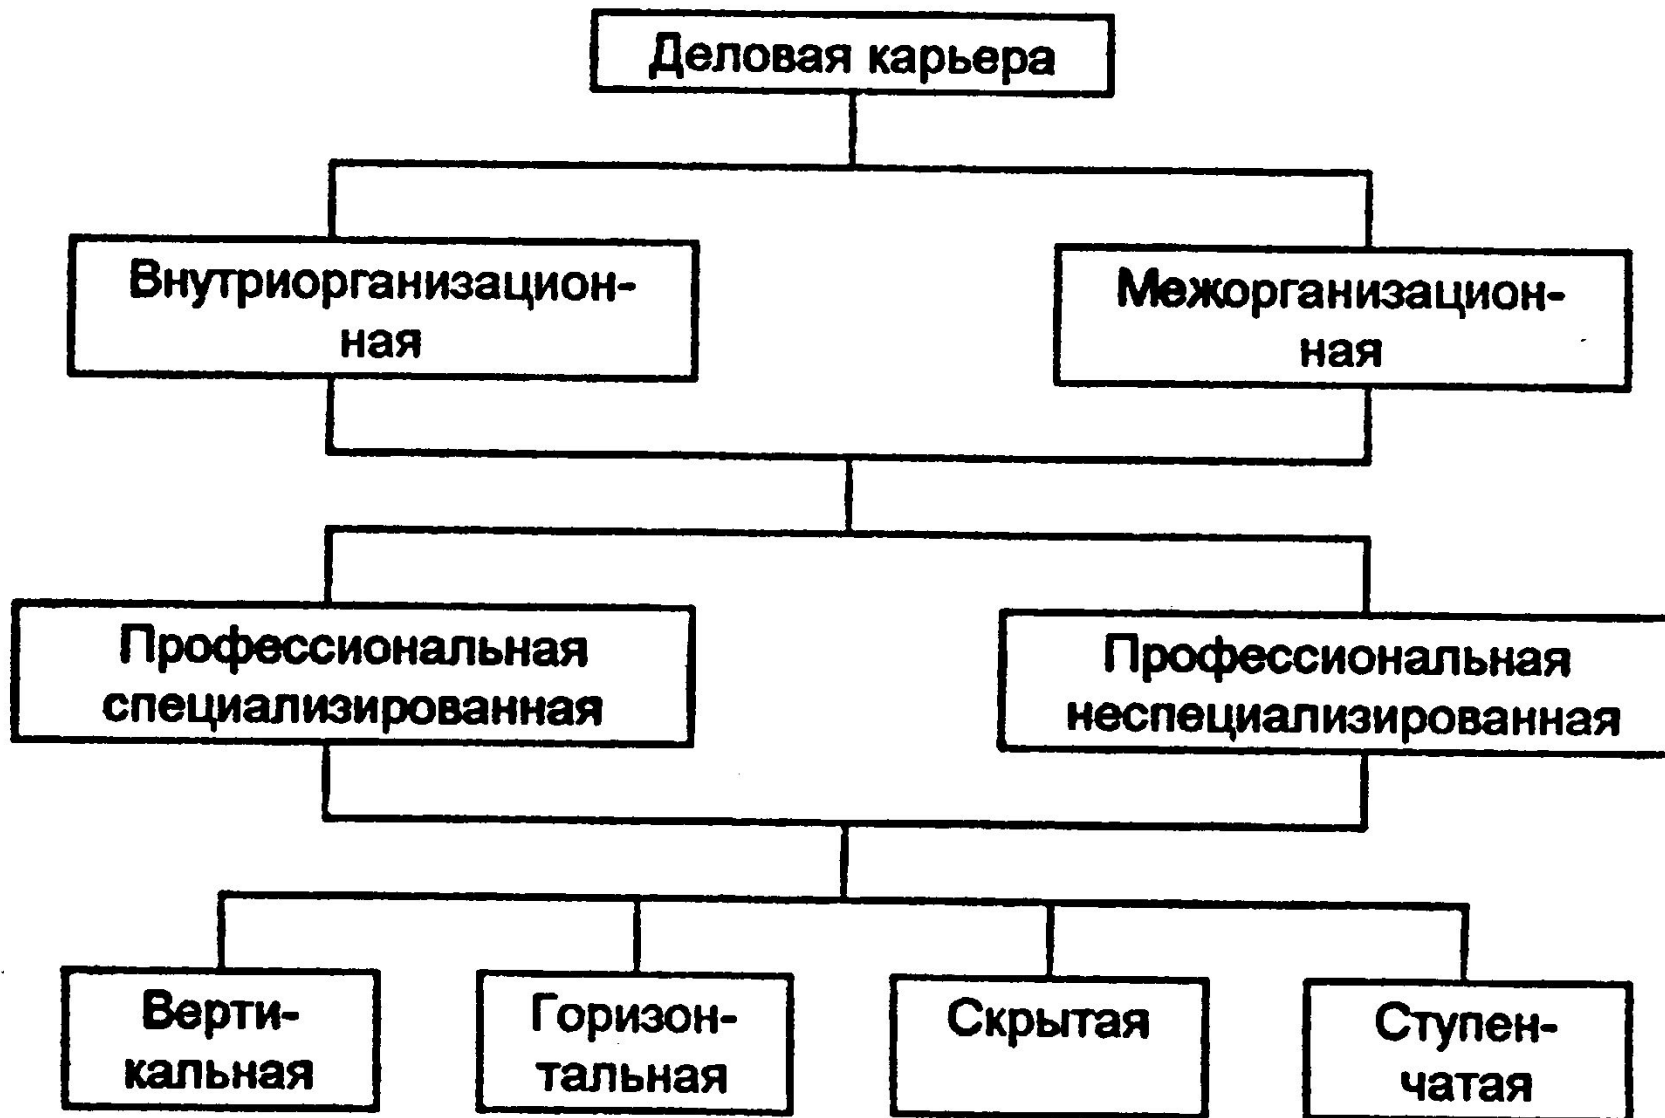 Деловая карьера
Внутриорганизацион-
ная
Межорганизацион-
ная
Профессиональная
специализированная
Профессиональная
неспециализированная
Верти-
кальная
Горизон-
тальная
Скрытая
Ступен-
чатая